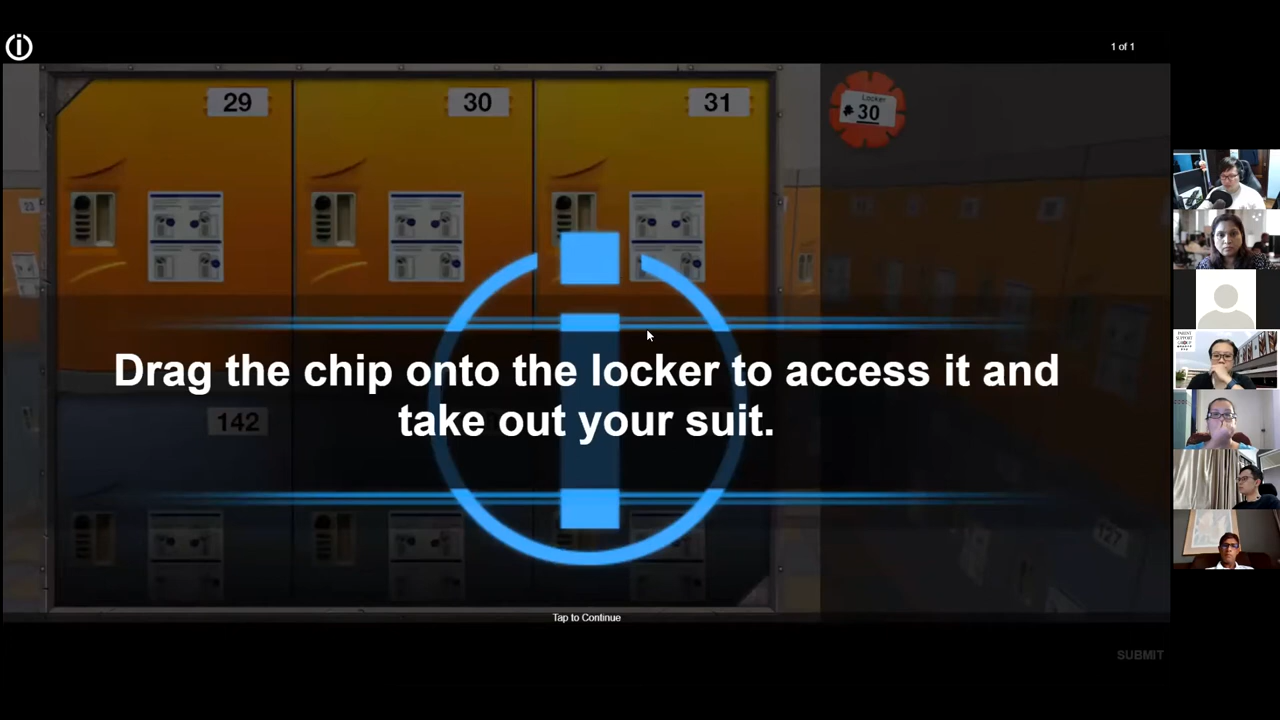 1 of 1
29
30
31
Locker
30
Drag the chip onto the locker to access it and
take out your suit.
142
127
Tap to Continue
SUBMIT